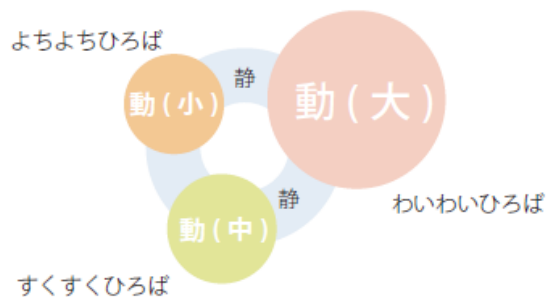 よちよちひろば
静
動(小)
動(大)
静
わいわいひろば
動(中)
すくすくひろば